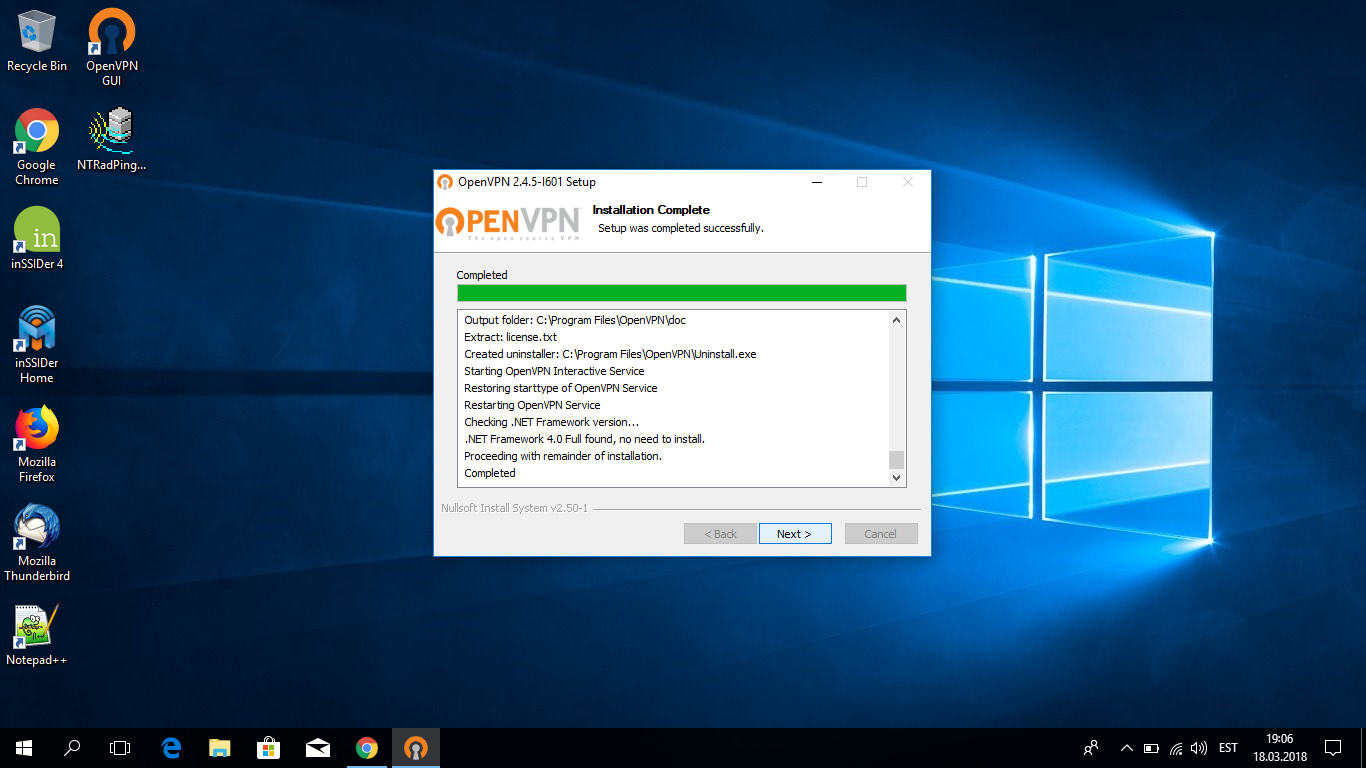 Recycle Bin
OpenVPN
GUI
Google
Chrome
NTRadPing...
inSSIDer 4
inSSIDer
Home
Mozilla
Firefox
Mozilla
Thunderbird
Notepad++
OpenVPN 2.4.5-I601 Setup
OPENVPN
The open source VPN
Installation Complete
Setup was completed successfully.
Completed
Output folder: C:\Program Files\OpenVPN\doc
Extract: license.txt
Created uninstaller: C:\Program Files\OpenVPN\Uninstall.exe
Starting OpenVPN Interactive Service
Restoring starttype of OpenVPN Service
Restarting OpenVPN Service
Checking .NET Framework version...
.NET Framework 4.0 Full found, no need to install.
Proceeding with remainder of installation.
Completed
Nullsoft Install System v2.50-1
< Back
Next >
Cancel
EST
19:06
18.03.2018